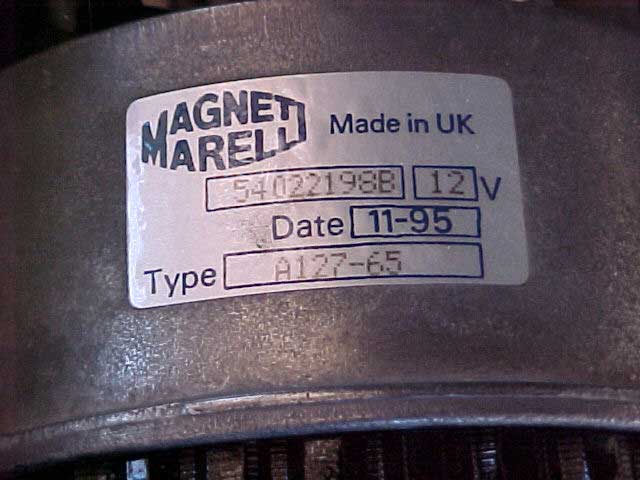 MAGNETI
MARELLI
Made in UK
54022198B 12 V
Date 11-95
Type A127-65